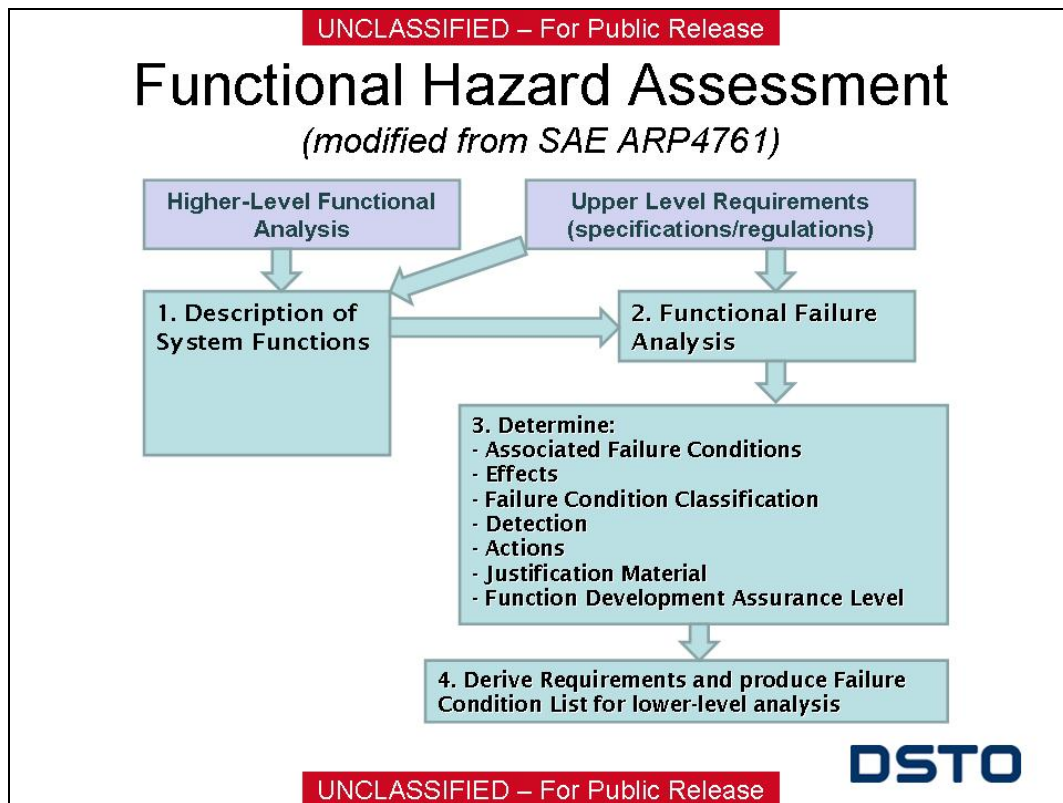 UNCLASSIFIED – For Public Release
Functional Hazard Assessment
(modified from SAE ARP4761)
Higher-Level Functional
Analysis
Upper Level Requirements
(specifications/regulations)
1. Description of
System Functions
2. Functional Failure
Analysis
3. Determine:
- Associated Failure Conditions
- Effects
- Failure Condition Classification
- Detection
- Actions
- Justification Material
- Function Development Assurance Level
4. Derive Requirements and produce Failure
Condition List for lower-level analysis
DSTO
UNCLASSIFIED – For Public Release